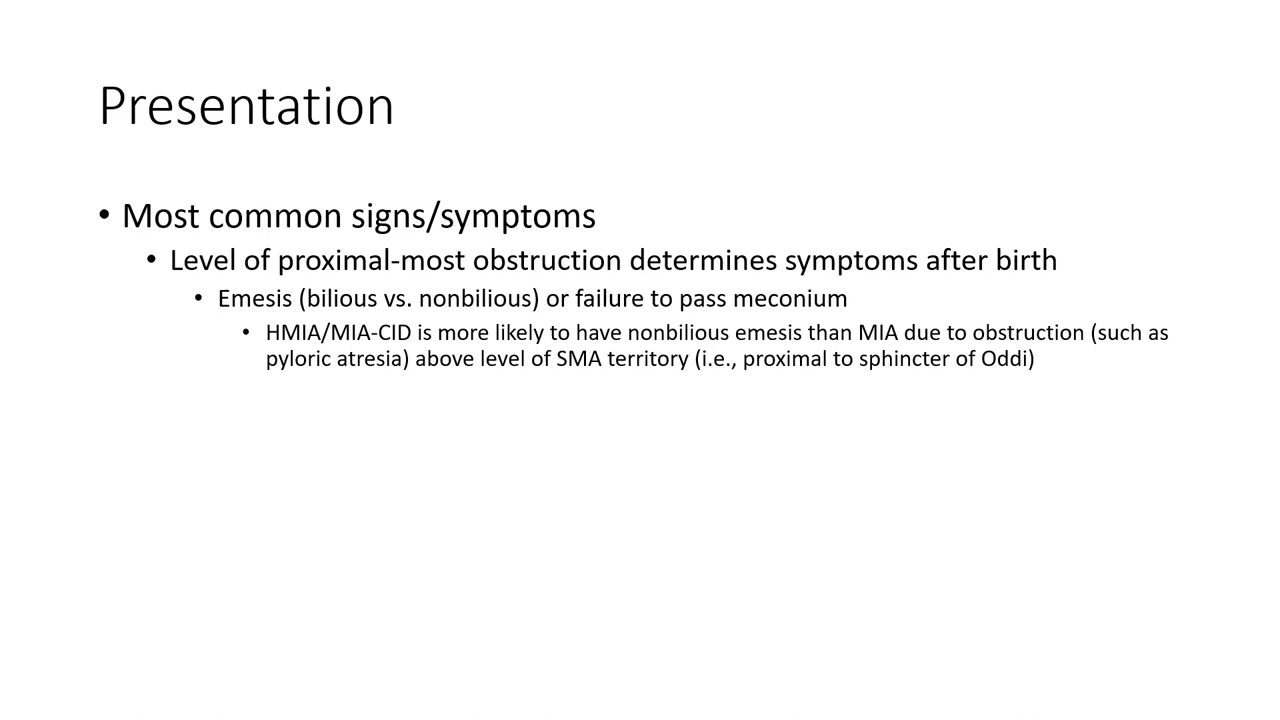 Presentation
• Most common signs/symptoms
• Level of proximal-most obstruction determines symptoms after birth
• Emesis (bilious vs. nonbilious) or failure to pass meconium
• HMIA/MIA-CID is more likely to have nonbilious emesis than MIA due to obstruction (such as
pyloric atresia) above level of SMA territory (i.e., proximal to sphincter of Oddi)